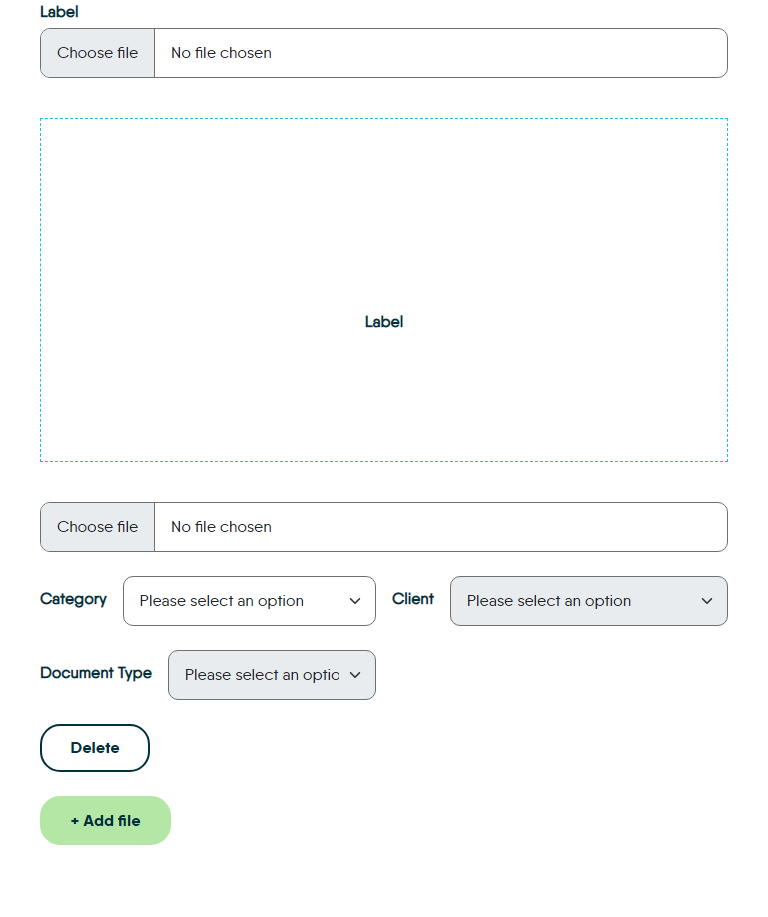 Label
Choose file No file chosen
Label
Choose file No file chosen
Category Please select an option Client Please select an option
Document Type Please select an optio
Delete
+ Add file